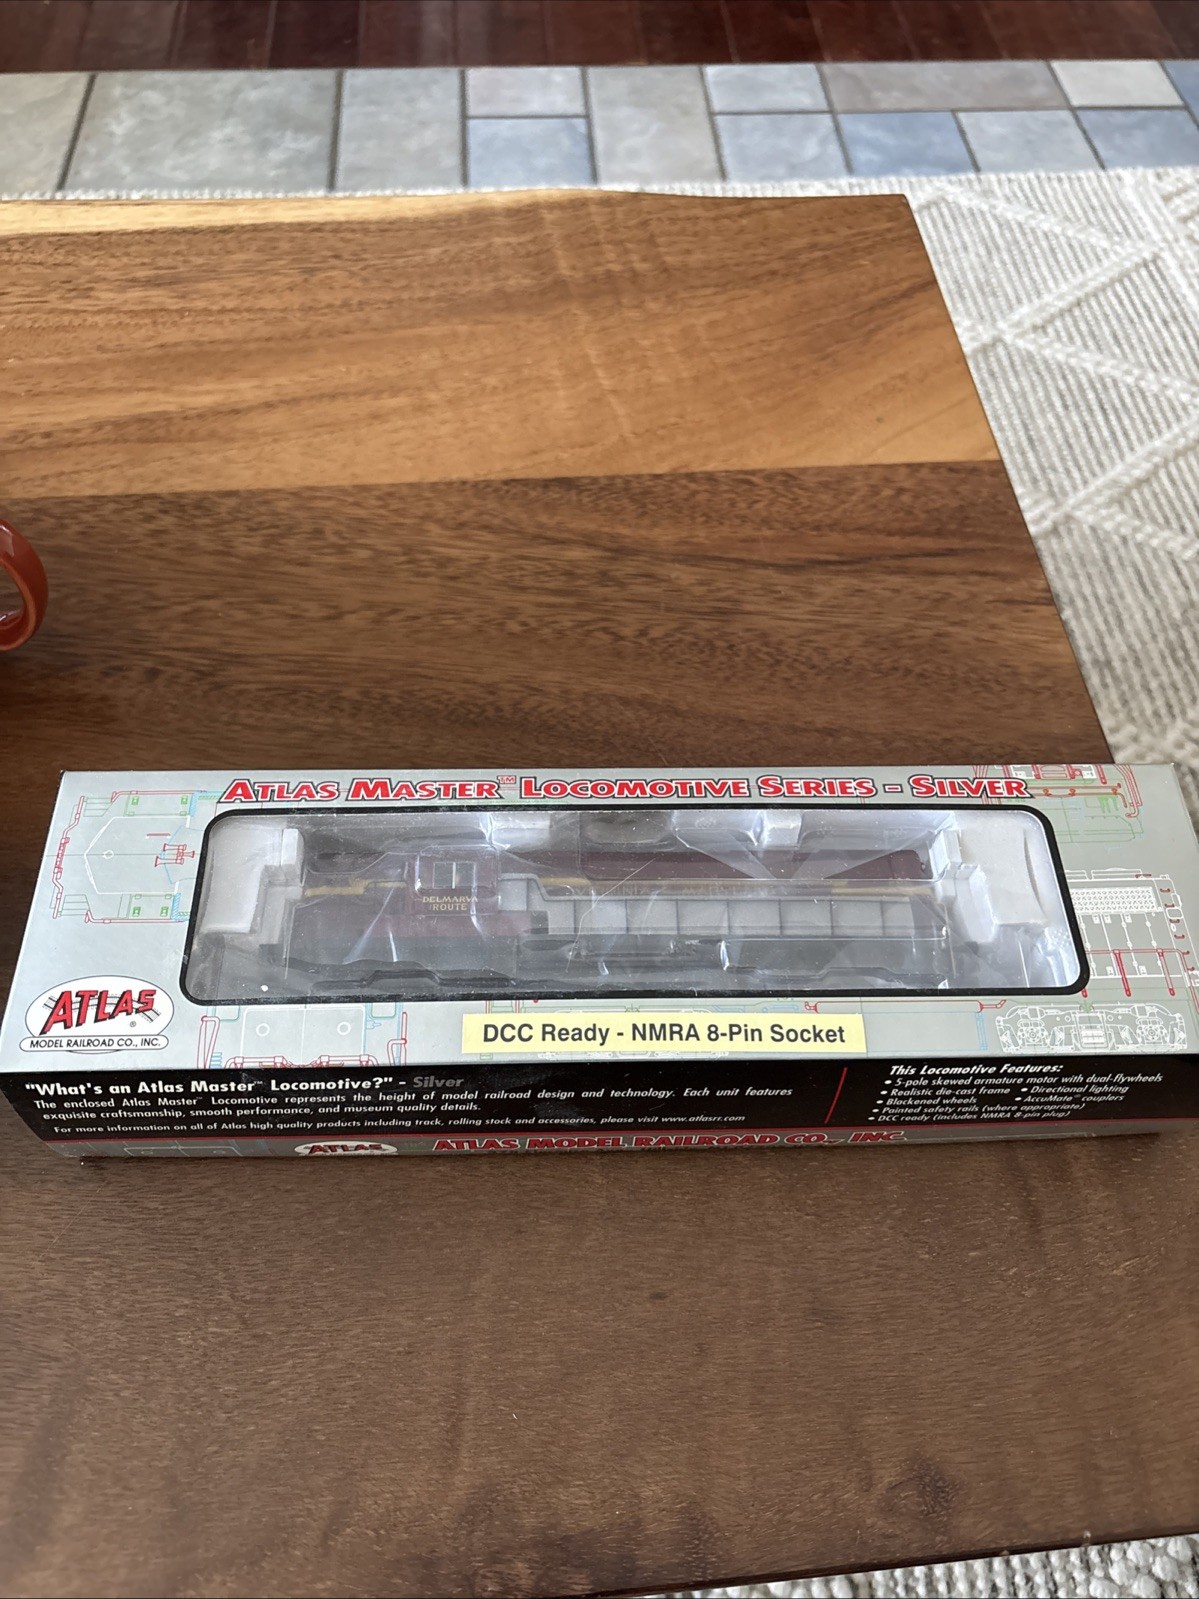 ATLAS MASTER™ LOCOMOTIVE SERIES - SILVER
DELMARVA
ROUTE
ATLAS®
MODEL RAILROAD CO., INC.
DCC Ready - NMRA 8-Pin Socket
"What's an Atlas Master™ Locomotive?" - Silver
The enclosed Atlas Master™ Locomotive represents the height of model railroad design and technology. Each unit features
exquisite craftsmanship, smooth performance, and museum quality details.
For more information on all of Atlas high quality products including track, rolling stock and accessories, please visit www.atlasrr.com
This Locomotive Features:
• 5-pole skewed armature motor with dual-flywheels
• Realistic die-cast frame • Directional lighting
• Blackened wheels • AccuMate™ couplers
• Painted safety rails (where appropriate)
• DCC ready (includes NMRA 8 pin plug)
ATLAS
ATLAS MODEL RAILROAD CO., INC.